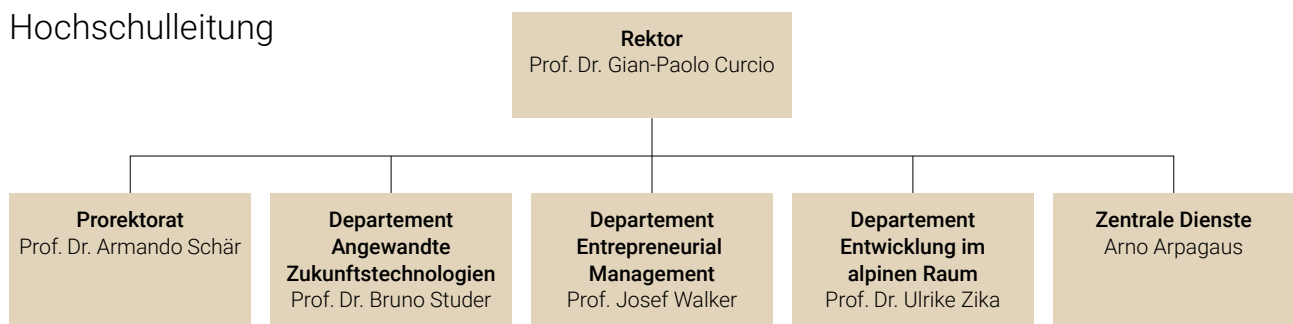 Hochschulleitung
Rektor
Prof. Dr. Gian-Paolo Curcio
Prorektorat
Prof. Dr. Armando Schär
Departement
Angewandte
Zukunftstechnologien
Prof. Dr. Bruno Studer
Departement
Entrepreneurial
Management
Prof. Josef Walker
Departement
Entwicklung im
alpinen Raum
Prof. Dr. Ulrike Zika
Zentrale Dienste
Arno Arpagaus